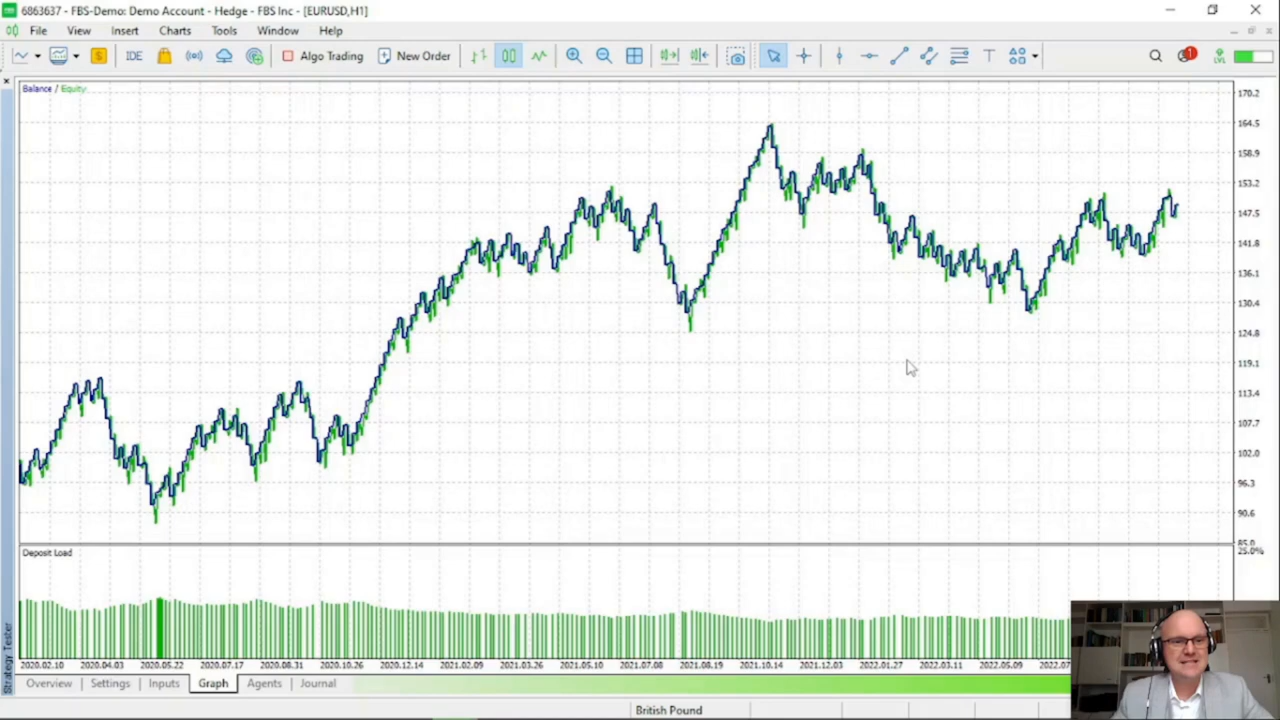 6863637 - FBS-Demo: Demo Account - Hedge - FBS Inc - [EURUSD,H1]
File View Insert Charts Tools Window Help
IDE Algo Trading New Order 1
Balance / Equity
170.2
164.5
158.9
153.2
147.5
141.8
136.1
130.4
124.8
119.1
113.4
107.7
102.0
96.3
90.6
85.0
Deposit Load 25.0%
2020.02.10 2020.04.03 2020.05.22 2020.07.17 2020.08.31 2020.10.26 2020.12.14 2021.02.09 2021.03.26 2021.05.10 2021.07.08 2021.08.19 2021.10.14 2021.12.03 2022.01.27 2022.03.11 2022.05.09 2022.07
Strategy Tester
Overview Settings Inputs Graph Agents Journal
British Pound